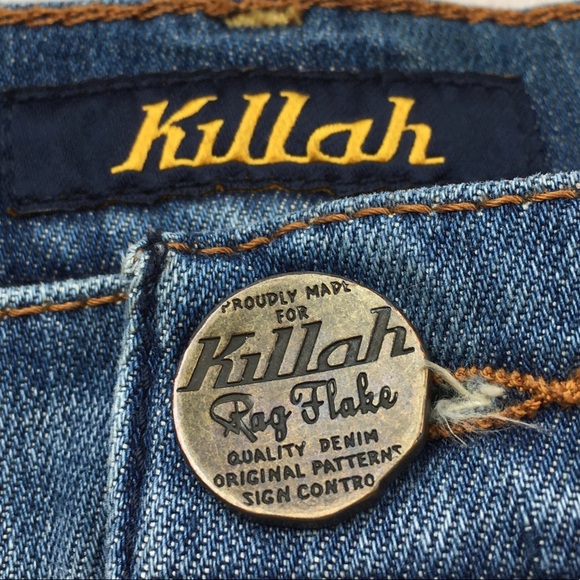 Killah
PROUDLY MADE
FOR
Killah
Rag Flake
QUALITY DENIM
ORIGINAL PATTERNS
SIGN CONTRO